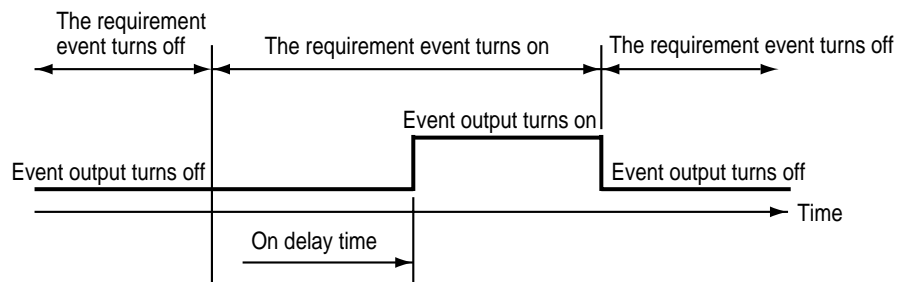 The requirement
event turns off
The requirement event turns on
The requirement event turns off
Event output turns on
Event output turns off
Event output turns off
Time
On delay time